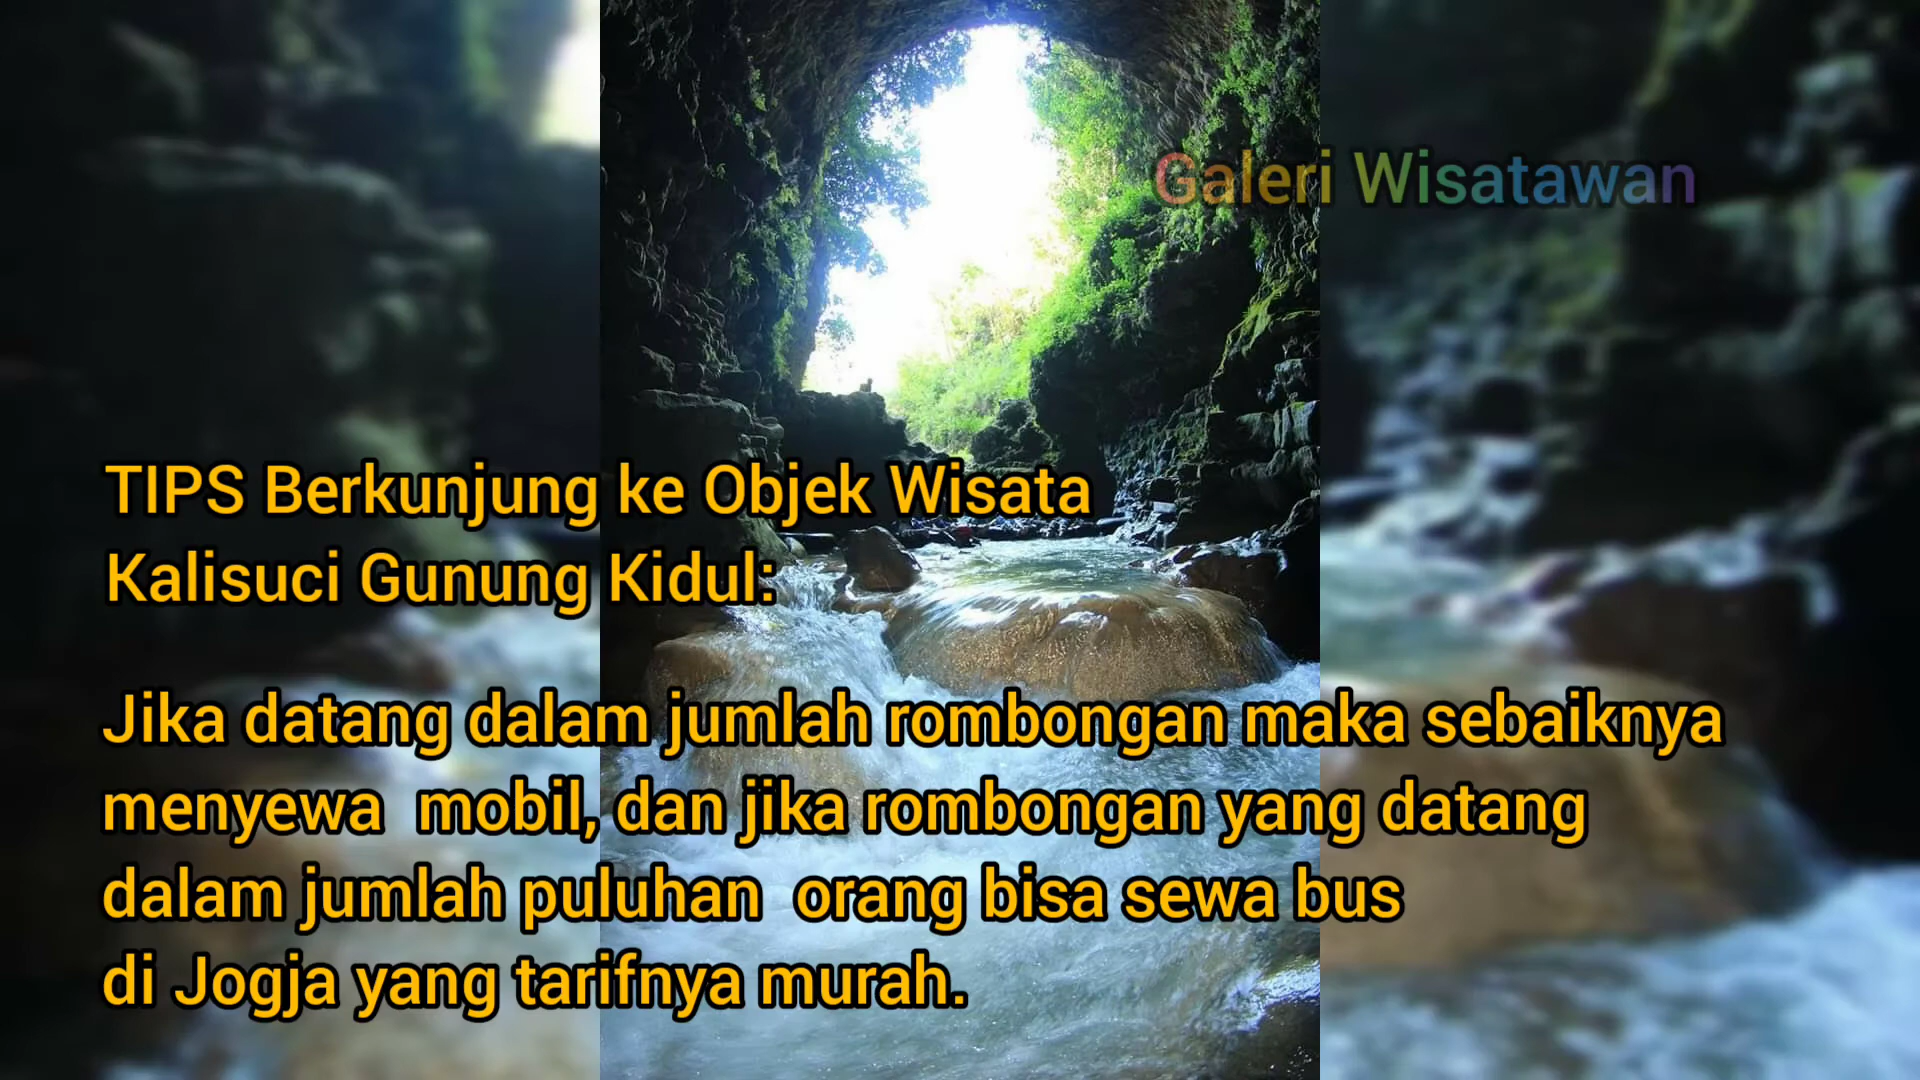 Galeri Wisatawan
TIPS Berkunjung ke Objek Wisata
Kalisuci Gunung Kidul:
Jika datang dalam jumlah rombongan maka sebaiknya
menyewa  mobil, dan jika rombongan yang datang
dalam jumlah puluhan  orang bisa sewa bus
di Jogja yang tarifnya murah.